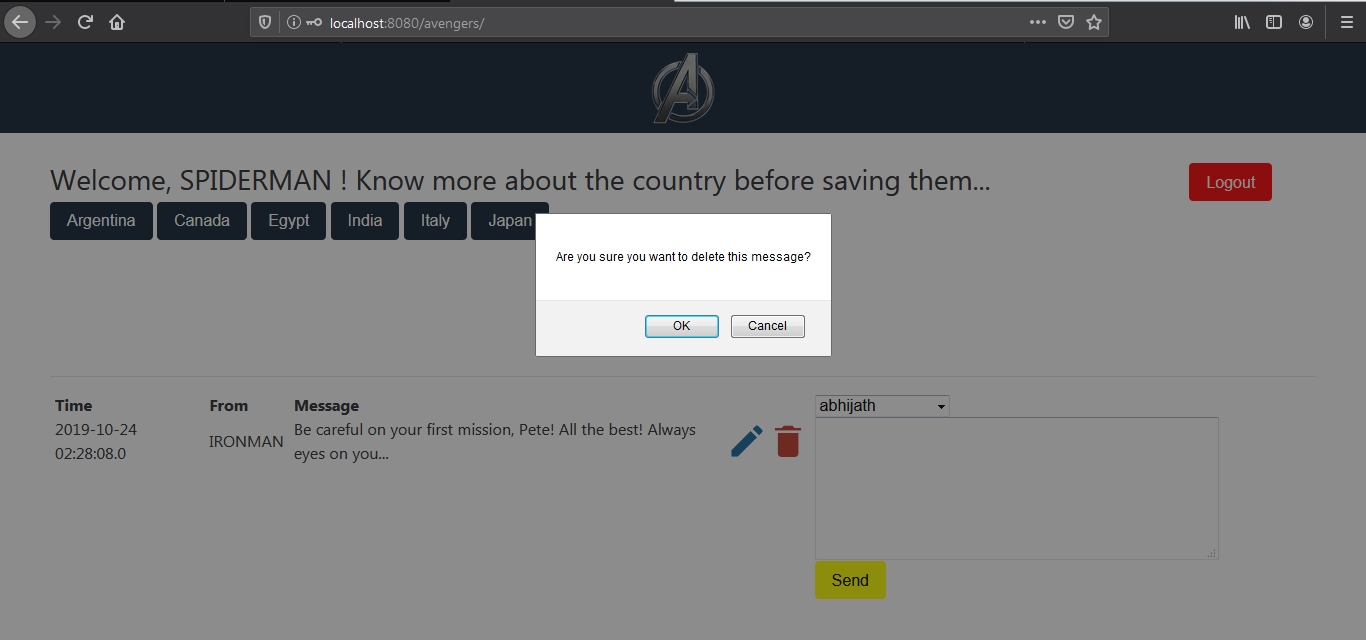 localhost:8080/avengers/
Welcome, SPIDERMAN ! Know more about the country before saving them...
Logout
Argentina
Canada
Egypt
India
Italy
Japan
Are you sure you want to delete this message?
OK
Cancel
Time
From
Message
abhijath
2019-10-24
02:28:08.0
IRONMAN
Be careful on your first mission, Pete! All the best! Always
eyes on you...
Send